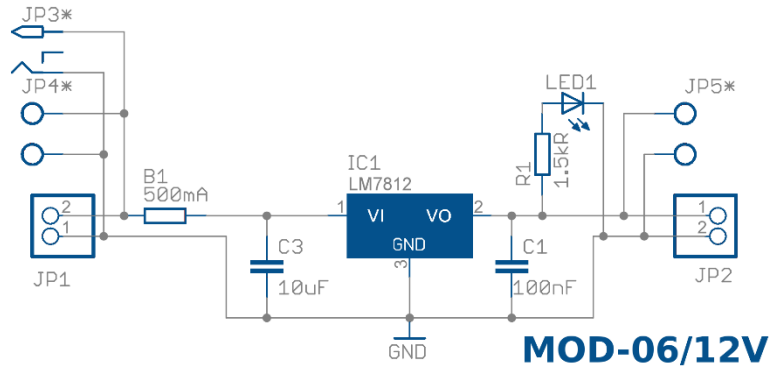 JP3*
JP4*
LED1
JP5*
R1
1.5kR
B1
500mA
IC1
LM7812
2
1
1
VI
VO
2
GND
3
1
2
C3
10uF
C1
100nF
JP1
JP2
GND
MOD-06/12V